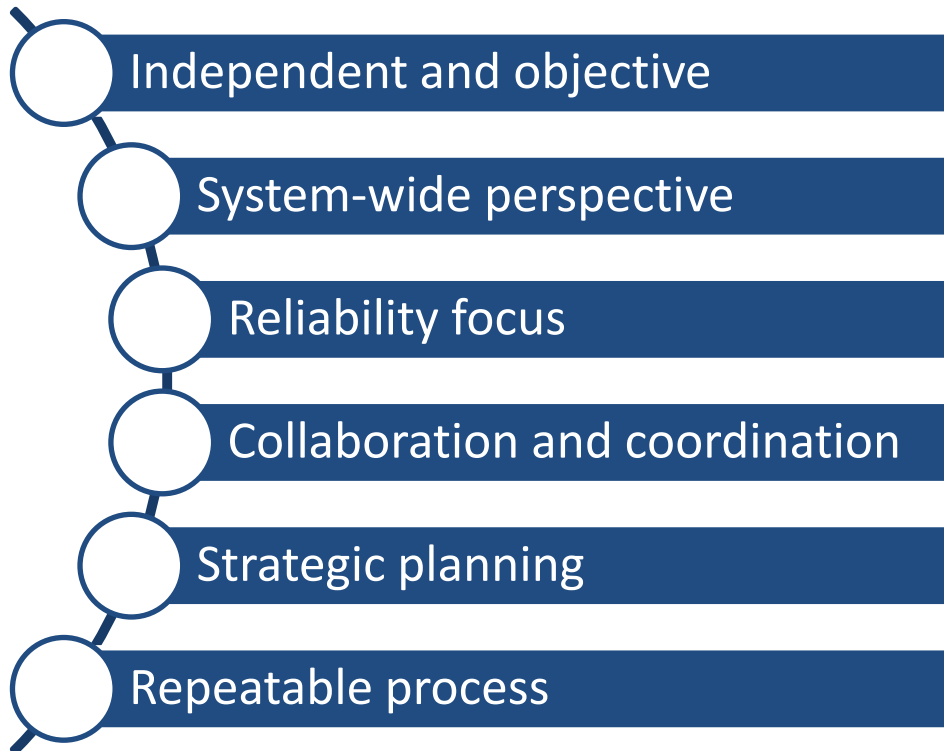 Independent and objective
System-wide perspective
Reliability focus
Collaboration and coordination
Strategic planning
Repeatable process